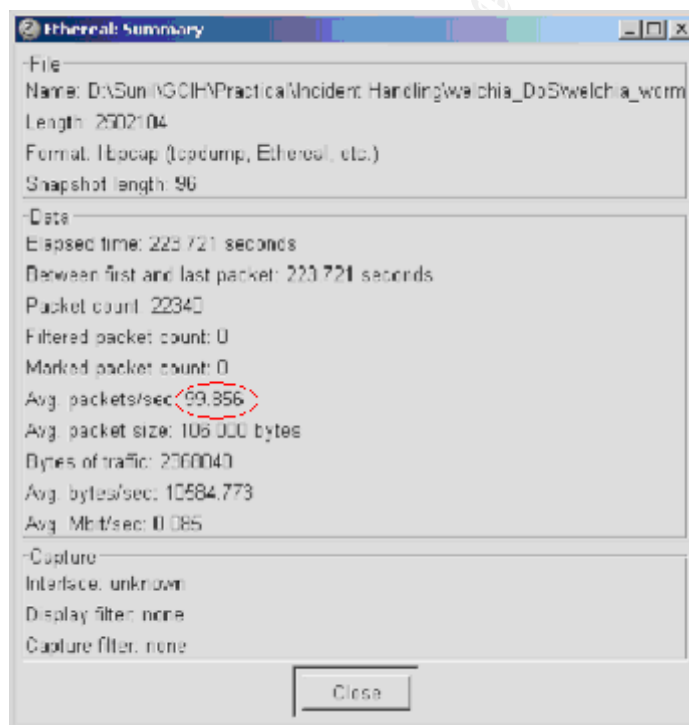 Ethereal: Summary
File
Name: D:\Sunil\GCIH\Practical\Incident Handling\welchia_DoS\welchia_worm
Length: 2502104
Format: libpcap (tcpdump, Ethereal, etc.)
Snapshot length: 96
Data
Elapsed time: 223.721 seconds
Between first and last packet: 223.721 seconds
Packet count: 22340
Filtered packet count: 0
Marked packet count: 0
Avg. packets/sec: 99.856
Avg. packet size: 106.000 bytes
Bytes of traffic: 2368040
Avg. bytes/sec: 10584.773
Avg. Mbit/sec: 0.085
Capture
Interface: unknown
Display filter: none
Capture filter: none
Close